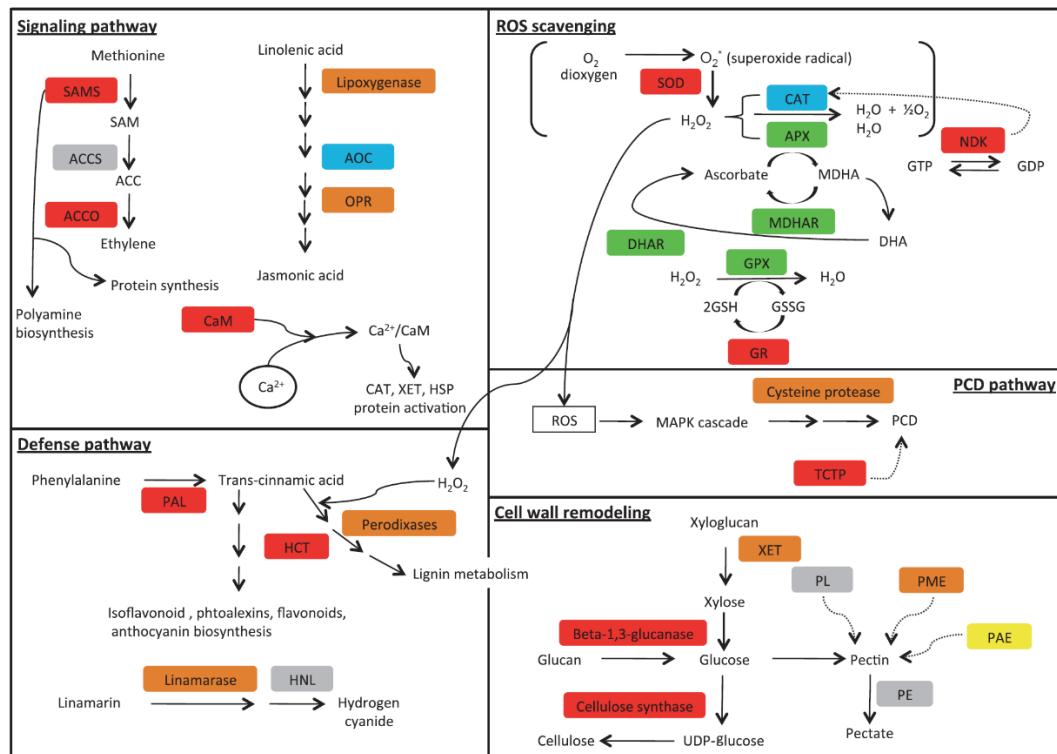 Signaling pathway
Methionine
SAMS
SAM
ACCS
ACC
ACCO
Ethylene
Protein synthesis
Polyamine
biosynthesis
Linolenic acid
Lipoxygenase
AOC
OPR
Jasmonic acid
CaM
Ca²⁺
Ca²⁺/CaM
CAT, XET, HSP
protein activation
ROS scavenging
O₂
dioxygen
O₂* (superoxide radical)
SOD
H₂O₂
CAT
APX
H₂O + ½O₂
H₂O
NDK
GTP
GDP
Ascorbate
MDHA
MDHAR
DHAR
DHA
GPX
H₂O₂
H₂O
2GSH
GSSG
GR
PCD pathway
Cysteine protease
ROS
MAPK cascade
PCD
TCTP
Defense pathway
Phenylalanine
PAL
Trans-cinnamic acid
H₂O₂
Perodixases
HCT
Lignin metabolism
Isoflavonoid , phtoalexins, flavonoids,
anthocyanin biosynthesis
Linamarase
HNL
Linamarin
Hydrogen
cyanide
Cell wall remodeling
Xyloglucan
XET
PL
PME
Xylose
Beta-1,3-glucanase
PAE
Glucan
Glucose
Pectin
Cellulose synthase
PE
Cellulose
UDP-glucose
Pectate